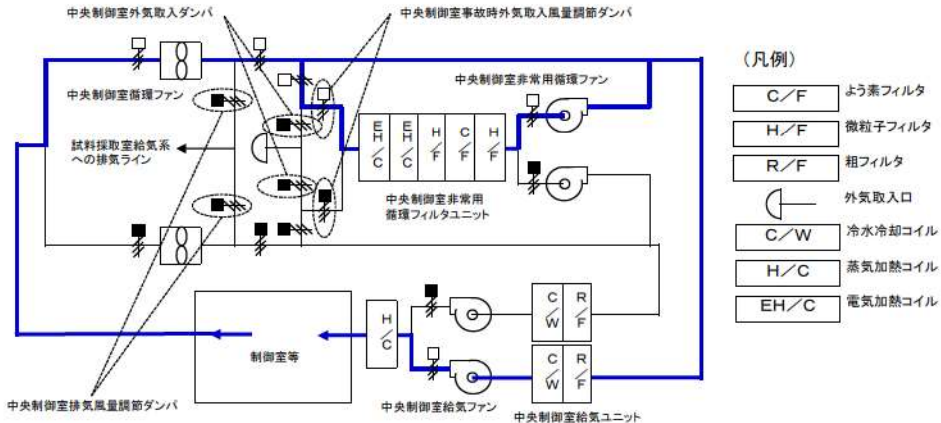 中央制御室外気取入ダンパ
中央制御室事故時外気取入風量調節ダンパ
中央制御室循環ファン
中央制御室非常用循環ファン
試料採取室給気系
への排気ライン
EH/C
EH/C
H/F
C/F
H/F
中央制御室非常用
循環フィルタユニット
制御室等
H/C
C/W
R/F
C/W
R/F
中央制御室排気風量調節ダンパ
中央制御室給気ファン
中央制御室給気ユニット
(凡例)
C/F よう素フィルタ
H/F 微粒子フィルタ
R/F 粗フィルタ
外気取入口
C/W 冷水冷却コイル
H/C 蒸気加熱コイル
EH/C 電気加熱コイル